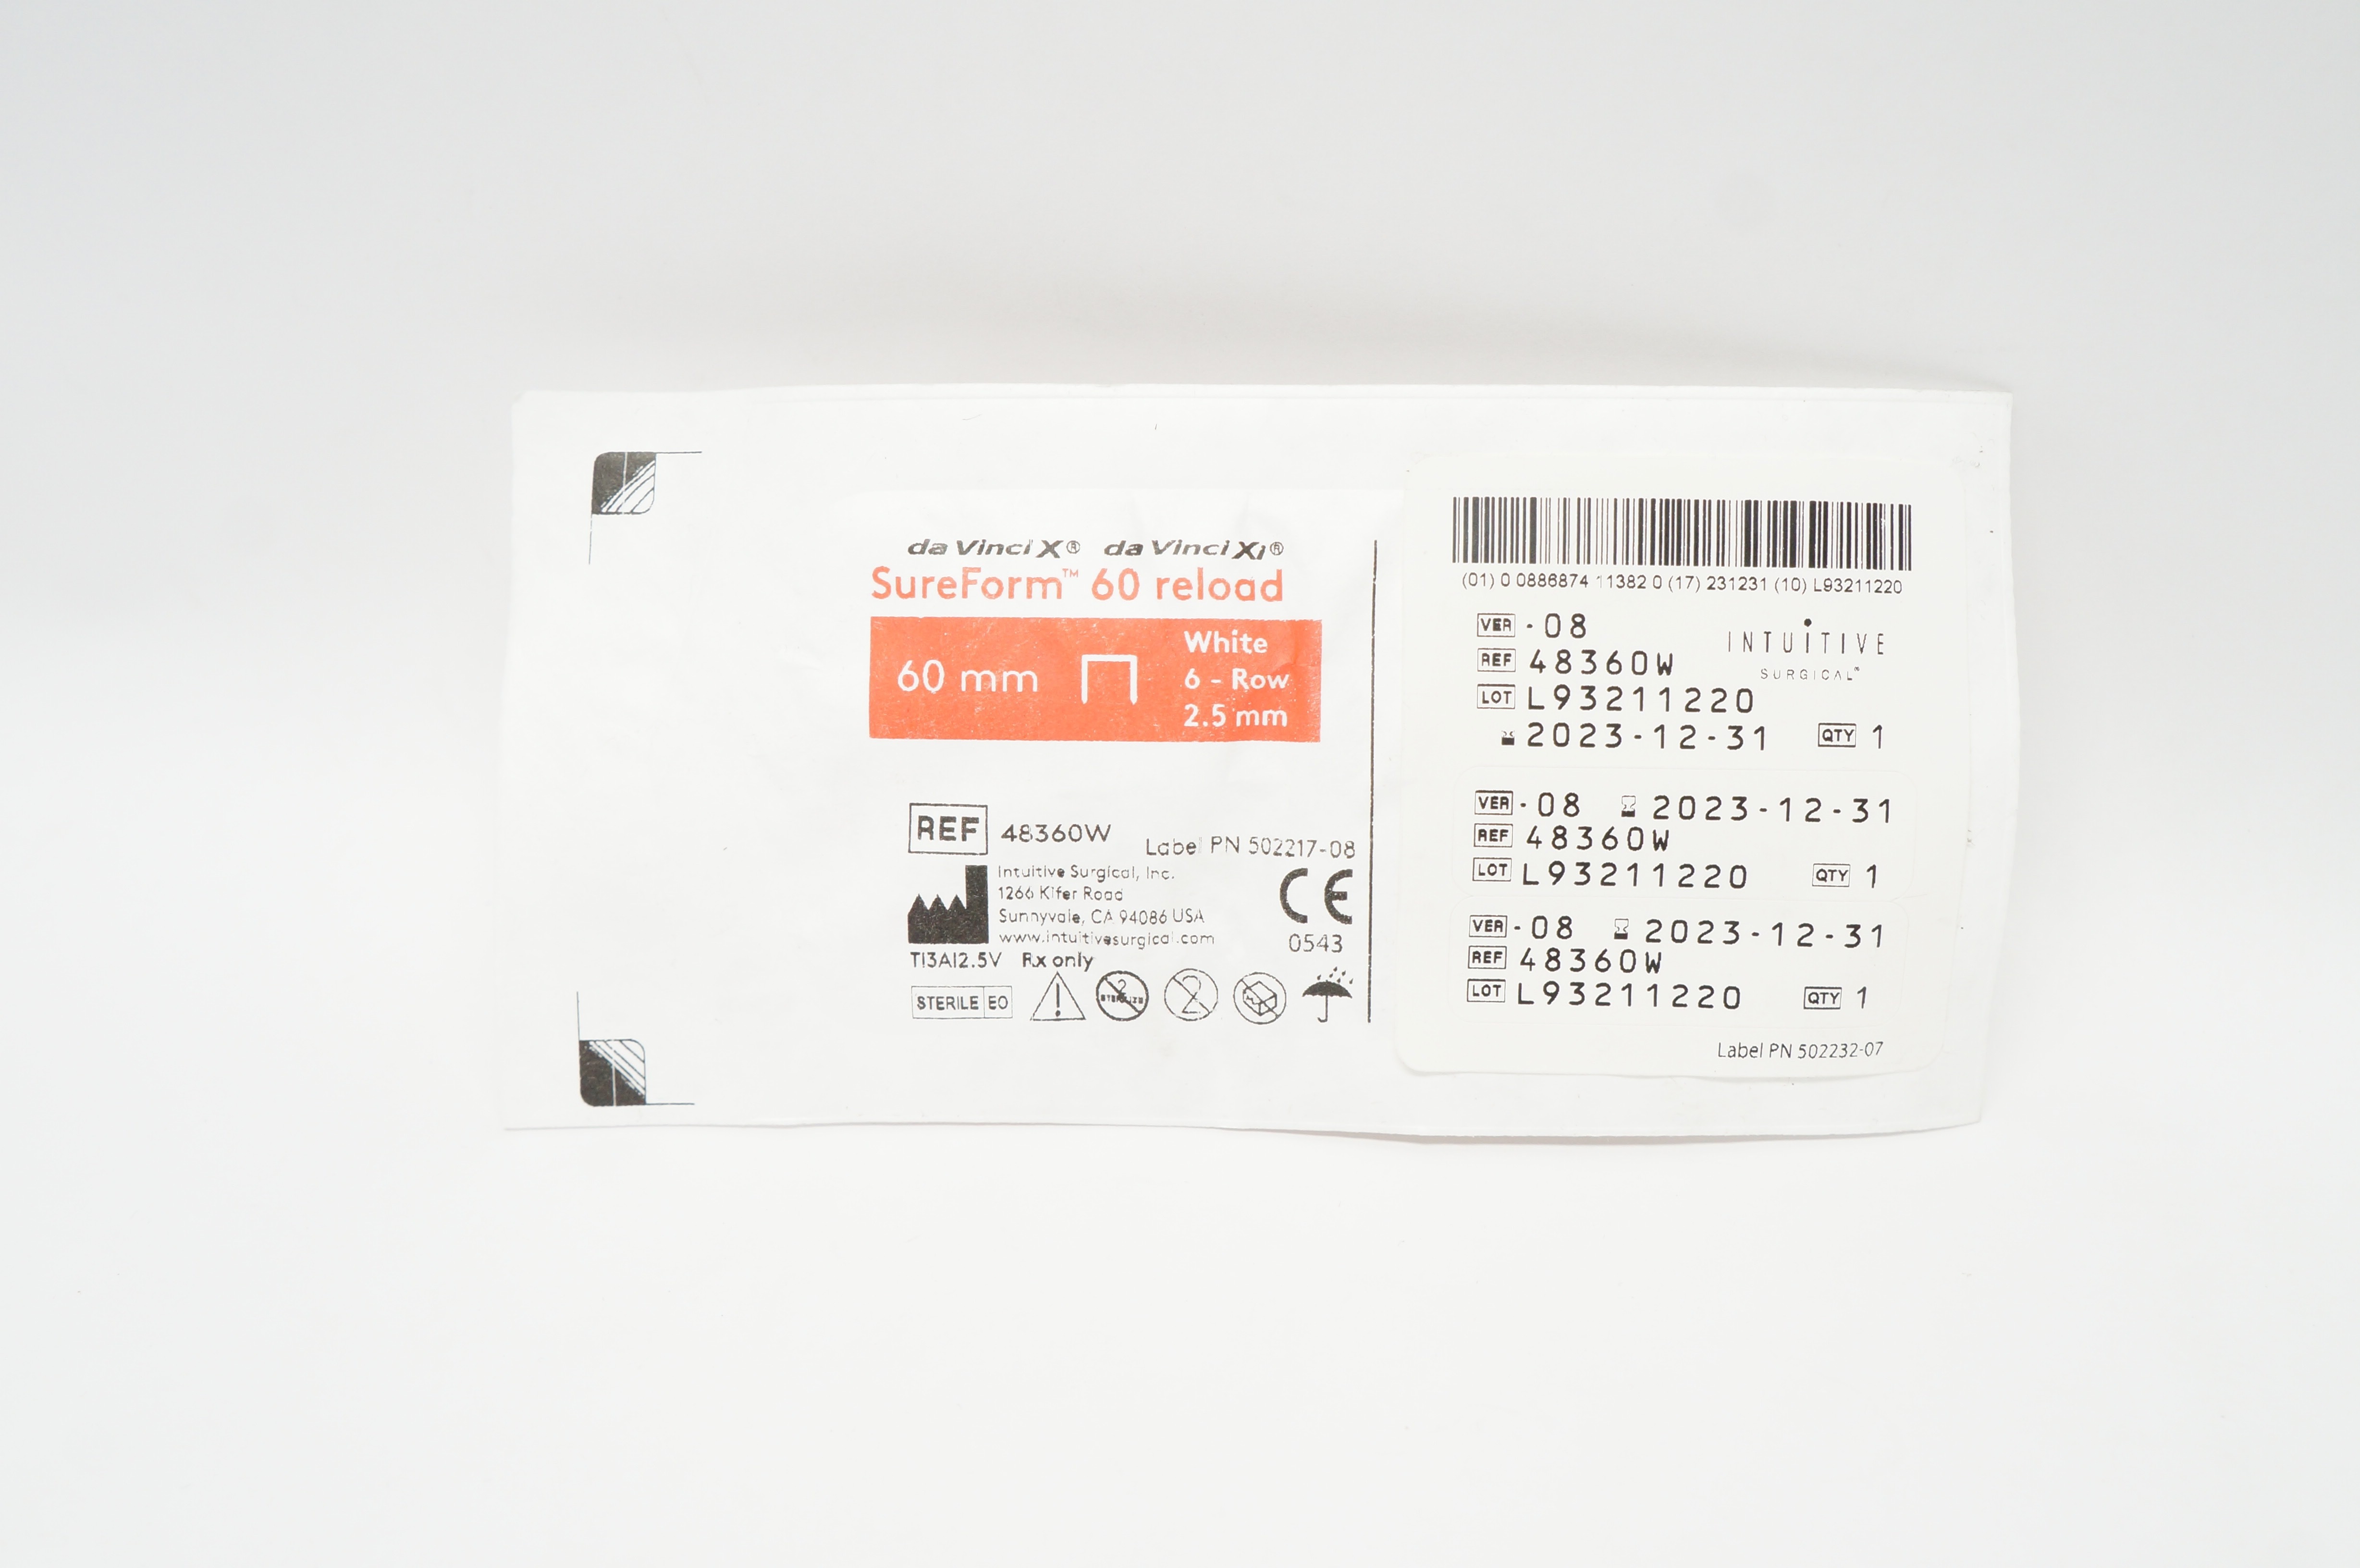 da Vinci X® da Vinci Xi®
SureForm™ 60 reload
60 mm
White
6 - Row
2.5 mm
REF 48360W
Label PN 502217-08
Intuitive Surgical, Inc.
1266 Kifer Road
Sunnyvale, CA 94086 USA
www.intuitivesurgical.com
CE
0543
Ti3Al2.5V Rx only
STERILE EO
2
STERILIZE
2
(01) 0 0886874 11382 0 (17) 231231 (10) L93211220
VER -08
INTUITIVE
SURGICAL®
REF 48360W
LOT L93211220
2023-12-31 QTY 1
VER -08 2023-12-31
REF 48360W
LOT L93211220 QTY 1
VER -08 2023-12-31
REF 48360W
LOT L93211220 QTY 1
Label PN 502232-07